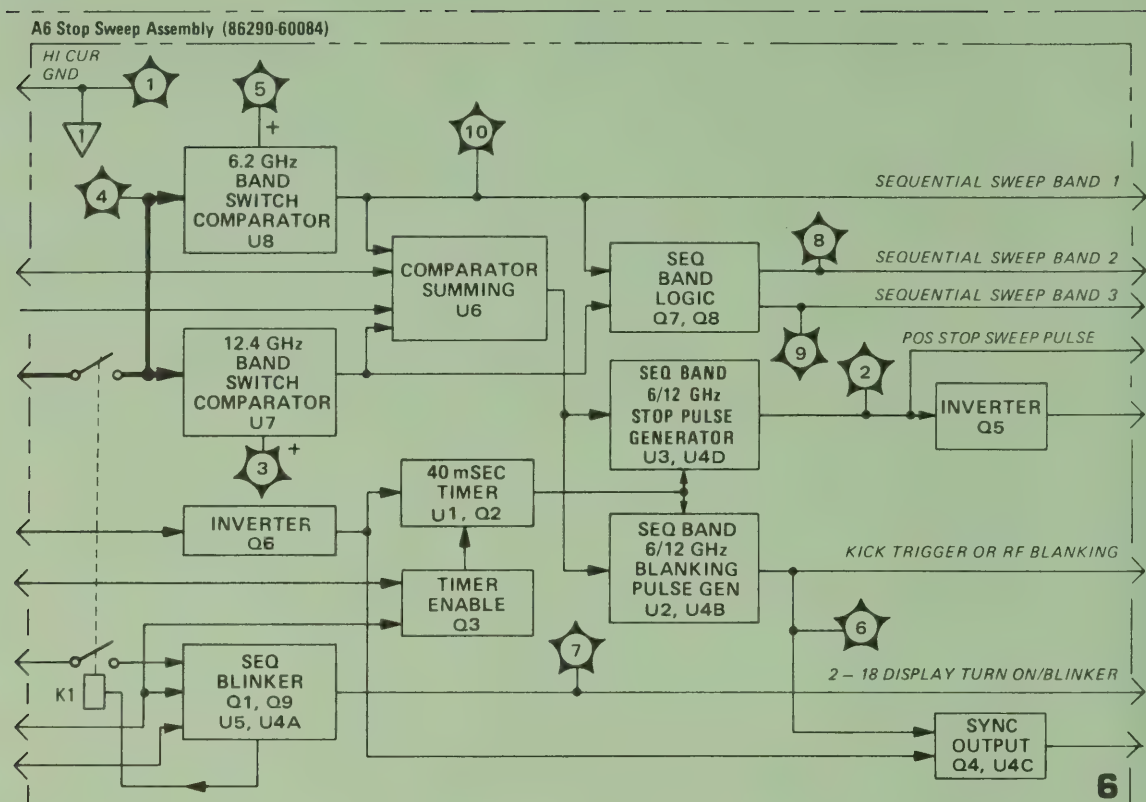 A6 Stop Sweep Assembly (86290-60084)
HI CUR
GND
1
1
5
+
10
4
6.2 GHz
BAND
SWITCH
COMPARATOR
U8
SEQUENTIAL SWEEP BAND 1
COMPARATOR
SUMMING
U6
SEQ
BAND
LOGIC
Q7, Q8
8
SEQUENTIAL SWEEP BAND 2
SEQUENTIAL SWEEP BAND 3
9
12.4 GHz
BAND
SWITCH
COMPARATOR
U7
3
+
SEQ BAND
6/12 GHz
STOP PULSE
GENERATOR
U3, U4D
2
POS STOP SWEEP PULSE
INVERTER
Q5
40 mSEC
TIMER
U1, Q2
INVERTER
Q6
TIMER
ENABLE
Q3
SEQ BAND
6/12 GHz
BLANKING
PULSE GEN
U2, U4B
KICK TRIGGER OR RF BLANKING
6
7
K1
SEQ
BLINKER
Q1, Q9
U5, U4A
2 – 18 DISPLAY TURN ON/BLINKER
SYNC
OUTPUT
Q4, U4C
6